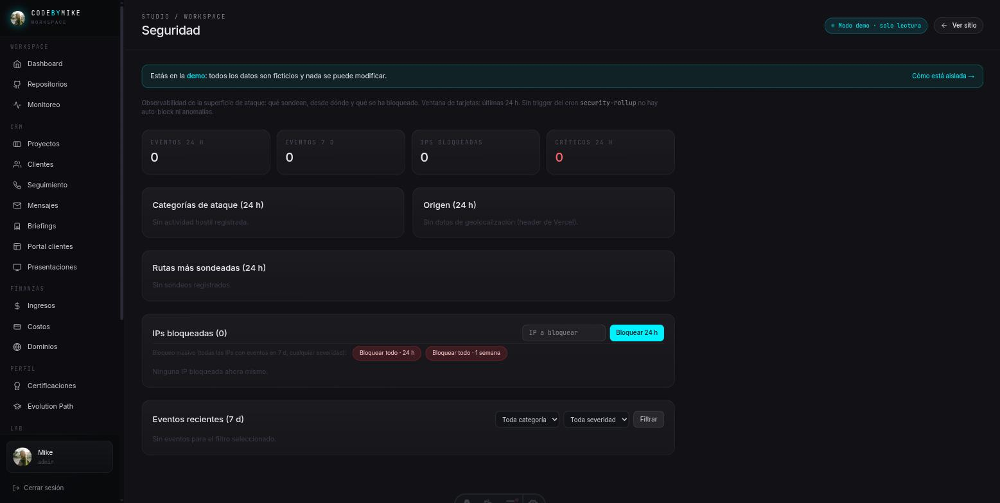 CODEBYMIKE
WORKSPACE
WORKSPACE
Dashboard
Repositorios
Monitoreo
CRM
Proyectos
Clientes
Seguimiento
Mensajes
Briefings
Portal clientes
Presentaciones
FINANZAS
Ingresos
Costos
Dominios
PERFIL
Certificaciones
Evolution Path
LAB
Mike
admin
Cerrar sesión
STUDIO / WORKSPACE
Seguridad
Modo demo · solo lectura
← Ver sitio
Estás en la demo: todos los datos son ficticios y nada se puede modificar.
Cómo está aislada →
Observabilidad de la superficie de ataque: qué sondean, desde dónde y qué se ha bloqueado. Ventana de tarjetas: últimas 24 h. Sin trigger del cron security-rollup no hay
auto-block ni anomalías.
EVENTOS 24 H
0
EVENTOS 7 D
0
IPS BLOQUEADAS
0
CRÍTICOS 24 H
0
Categorías de ataque (24 h)
Sin actividad hostil registrada.
Origen (24 h)
Sin datos de geolocalización (header de Vercel).
Rutas más sondeadas (24 h)
Sin sondeos registrados.
IPs bloqueadas (0)
IP a bloquear
Bloquear 24 h
Bloqueo masivo (todas las IPs con eventos en 7 d, cualquier severidad):
Bloquear todo · 24 h
Bloquear todo · 1 semana
Ninguna IP bloqueada ahora mismo.
Eventos recientes (7 d)
Toda categoría
Toda severidad
Filtrar
Sin eventos para el filtro seleccionado.